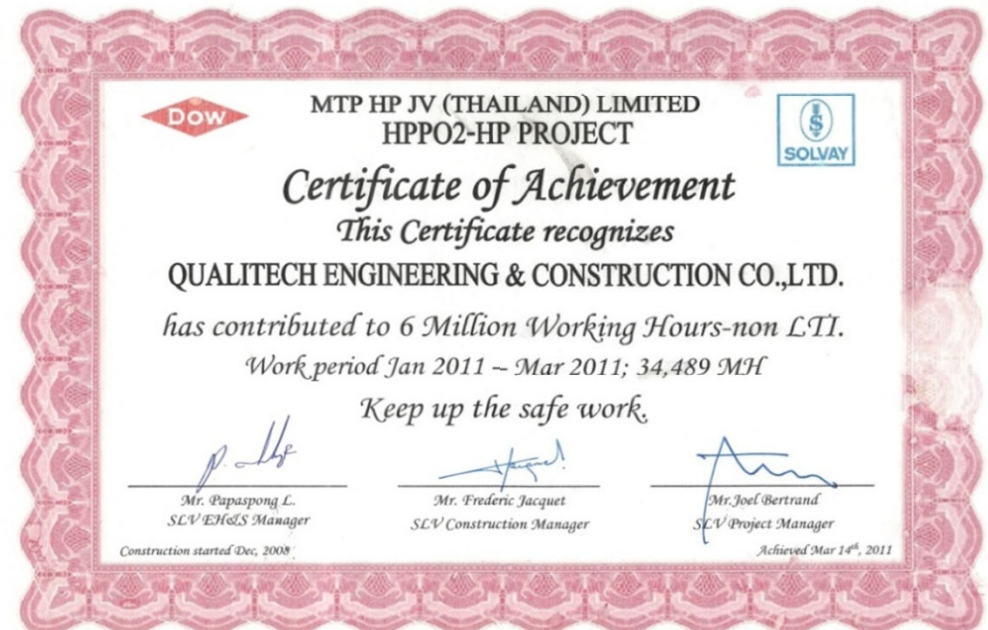 DOW
MTP HP JV (THAILAND) LIMITED
SOLVAY
HPPO2-HP PROJECT
Certificate of Achievement
This Certificate recognizes
QUALITECH ENGINEERING & CONSTRUCTION CO.,LTD.
has contributed to 6 Million Working Hours-non LTI.
Work period Jan 2011 – Mar 2011; 34,489 MH
Keep up the safe work.
Mr. Papaspong L.
SLV EH&S Manager
Mr. Frederic Jacquet
SLV Construction Manager
Mr.Joel Bertrand
SLV Project Manager
Construction started Dec, 2008
Achieved Mar 14th, 2011